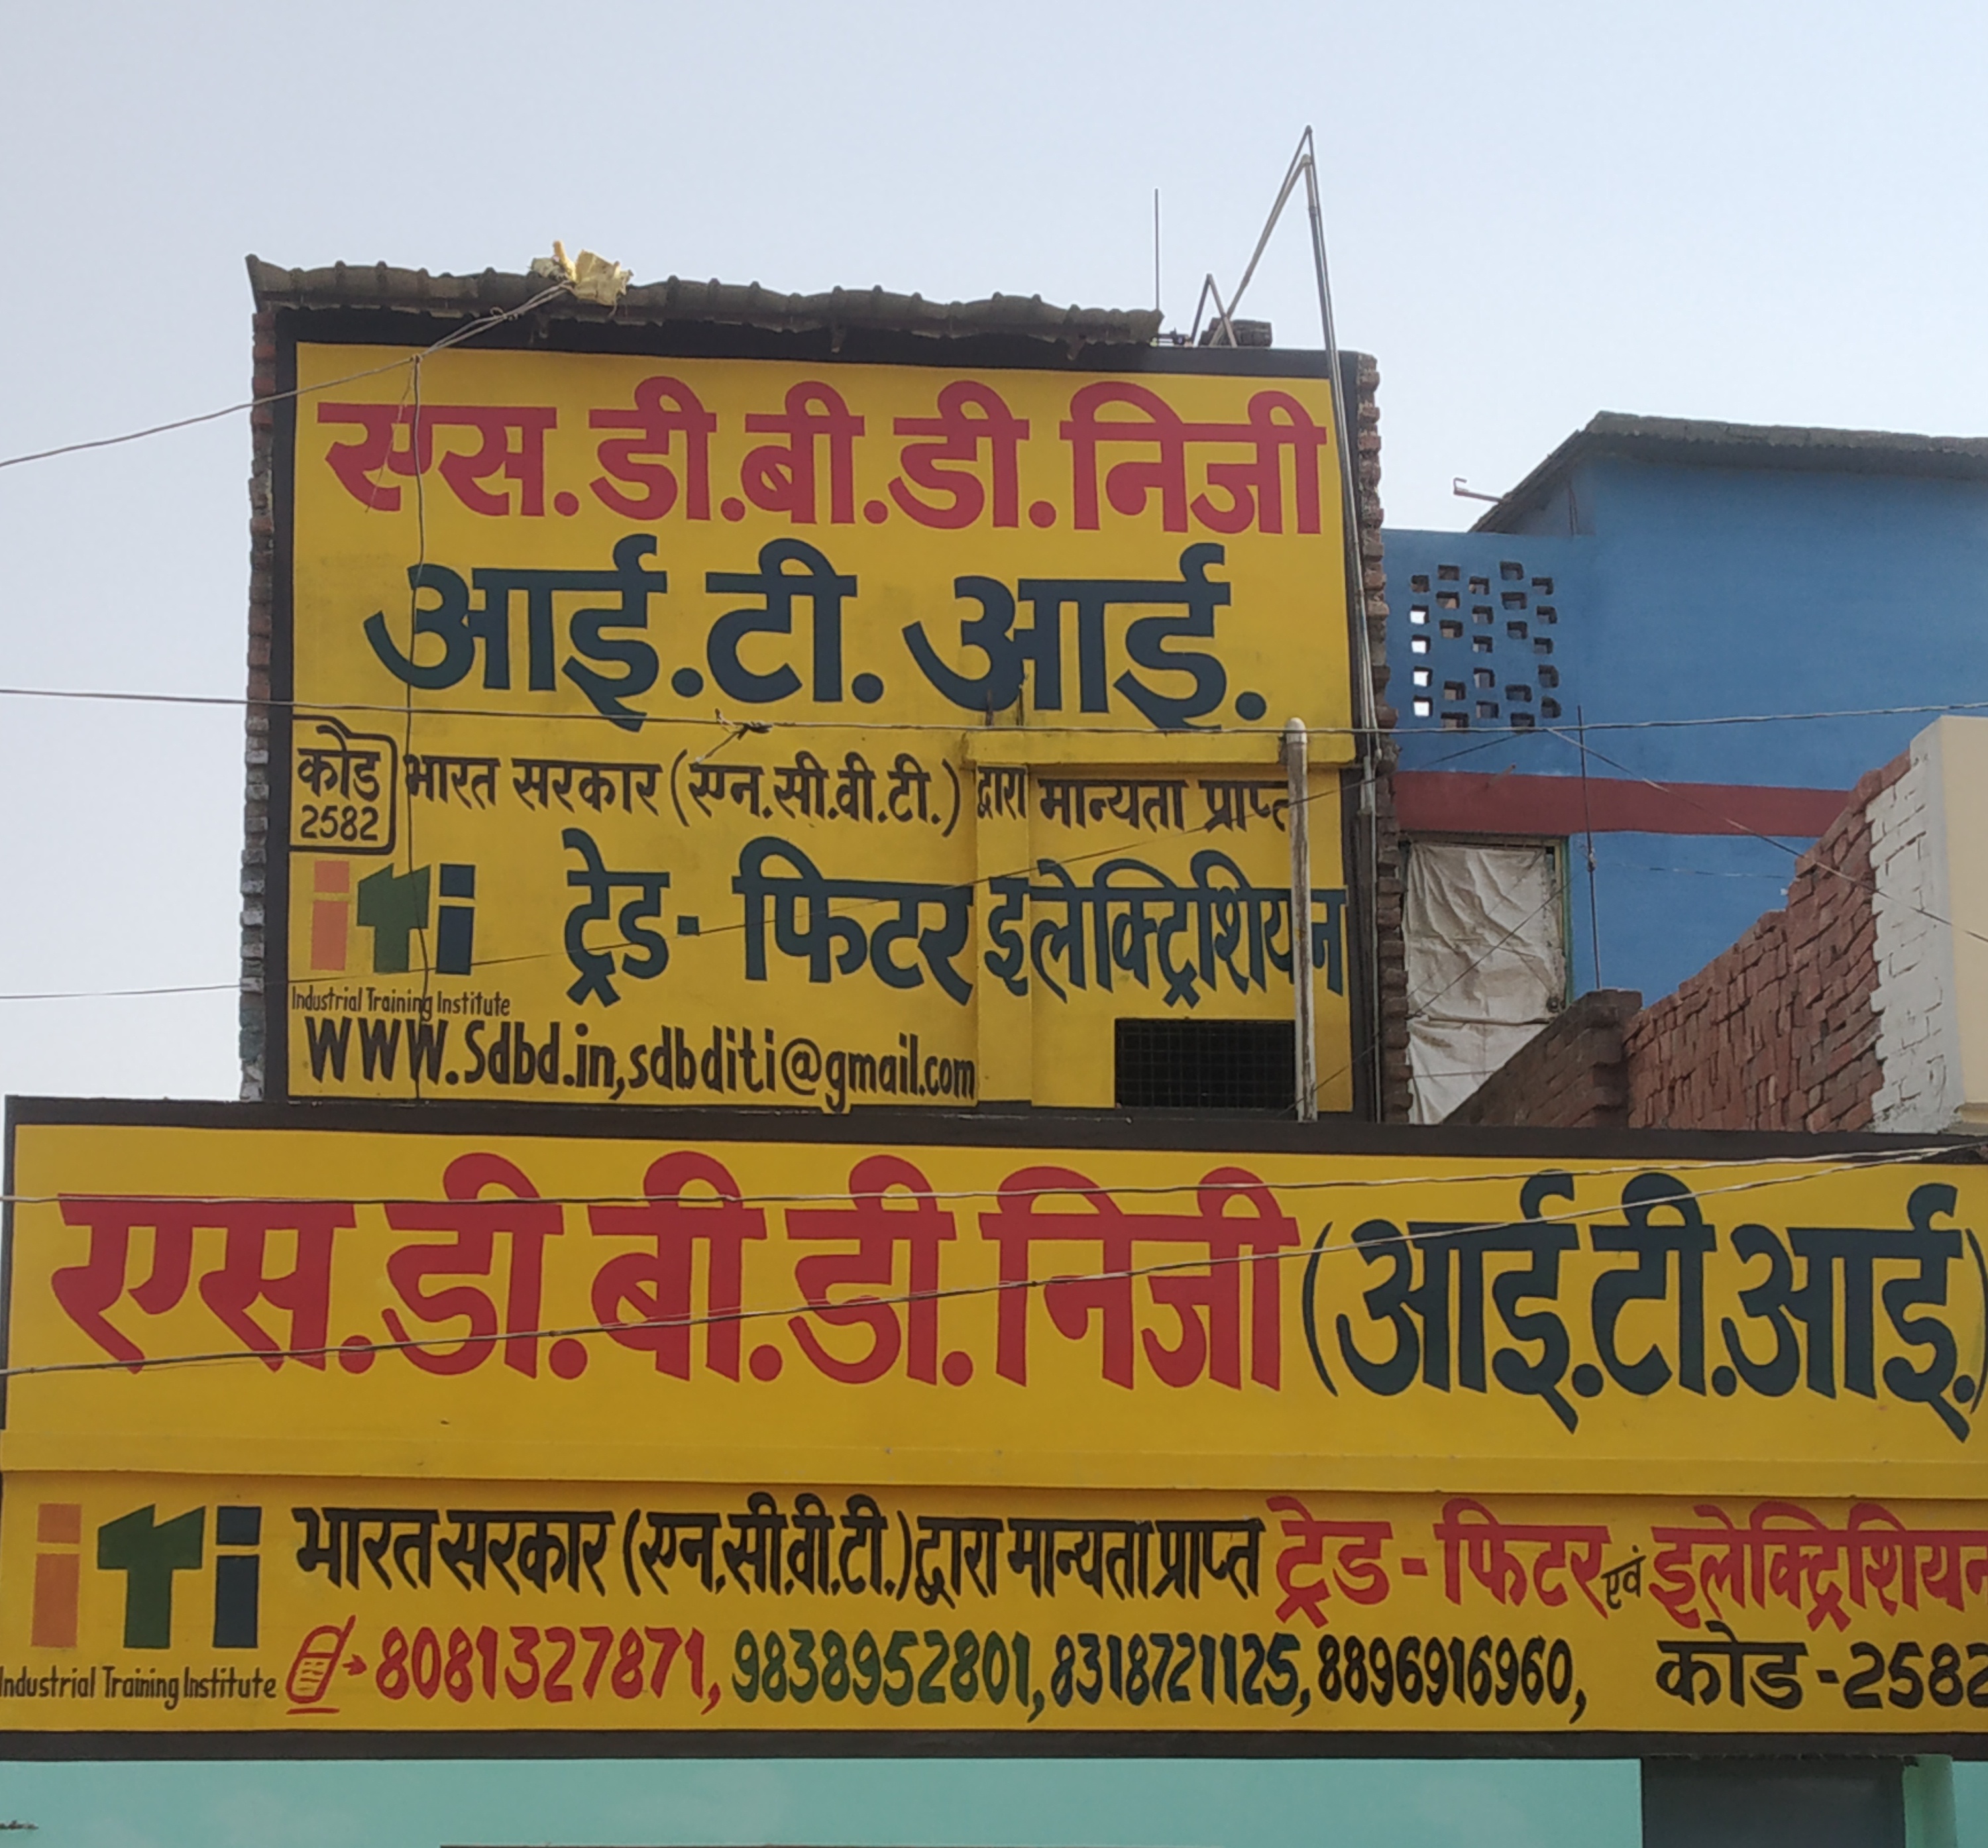 एस.डी.बी.डी.निजी
आई.टी. आई.
कोड
2582
भारत सरकार (एन.सी.वी.टी.) द्वारा मान्यता प्राप्त
iTi
ट्रेड- फिटर इलेक्ट्रिशियन
Industrial Training Institute
WWW.Sdbd.in,sdbditi@gmail.com
एस.डी.बी.डी.निजी (आई.टी.आई.)
iTi
भारत सरकार (एन.सी.वी.टी.) द्वारा मान्यता प्राप्त ट्रेड - फिटर एवं इलेक्ट्रिशियन
Industrial Training Institute
8081327871, 9838952801, 8318721125, 8896916960, कोड - 2582